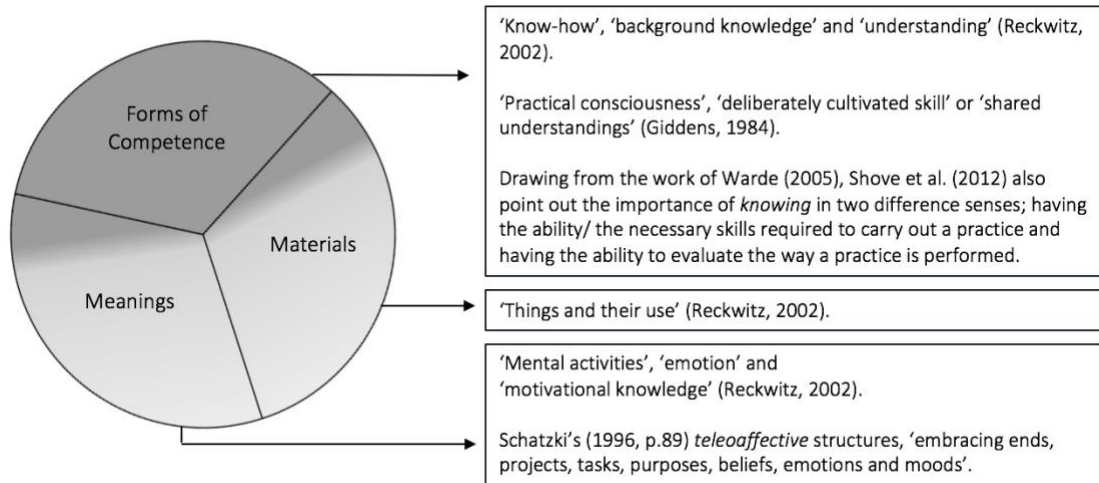 Forms of
Competence
Materials
Meanings
‘Know-how’, ‘background knowledge’ and ‘understanding’ (Reckwitz,
2002).
‘Practical consciousness’, ‘deliberately cultivated skill’ or ‘shared
understandings’ (Giddens, 1984).
Drawing from the work of Warde (2005), Shove et al. (2012) also
point out the importance of knowing in two difference senses; having
the ability/ the necessary skills required to carry out a practice and
having the ability to evaluate the way a practice is performed.
‘Things and their use’ (Reckwitz, 2002).
‘Mental activities’, ‘emotion’ and
‘motivational knowledge’ (Reckwitz, 2002).
Schatzki’s (1996, p.89) teleoaffective structures, ‘embracing ends,
projects, tasks, purposes, beliefs, emotions and moods’.